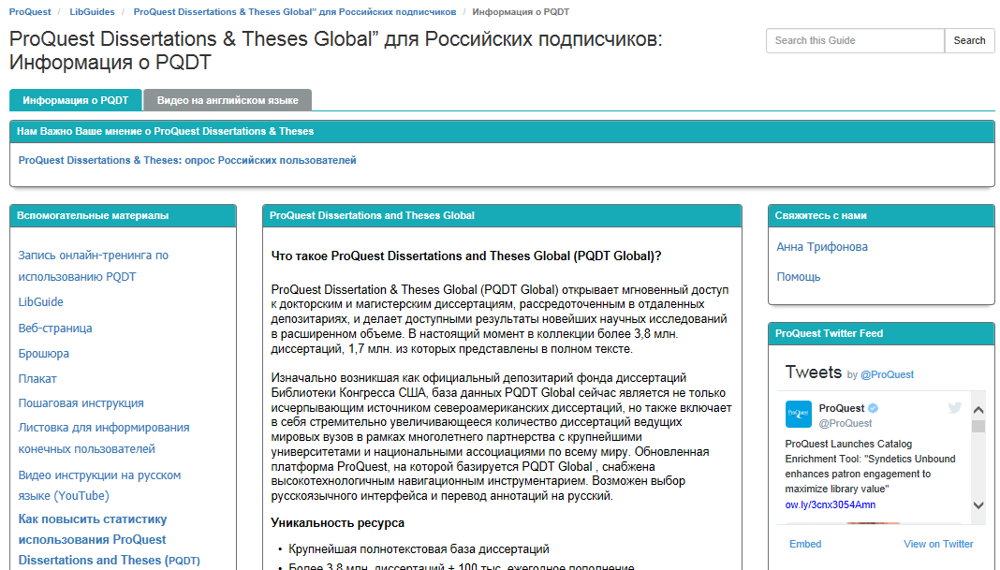 ProQuest / LibGuides / ProQuest Dissertations & Theses Global” для Российских подписчиков / Информация о PQDT
ProQuest Dissertations & Theses Global” для Российских подписчиков:
Информация о PQDT
Search this Guide
Search
Информация о PQDT
Видео на английском языке
Нам Важно Ваше мнение о ProQuest Dissertations & Theses
ProQuest Dissertations & Theses: опрос Российских пользователей
Вспомогательные материалы
Запись онлайн-тренинга по
использованию PQDT
LibGuide
Веб-страница
Брошюра
Плакат
Пошаговая инструкция
Листовка для информирования
конечных пользователей
Видео инструкции на русском
языке (YouTube)
Как повысить статистику
использования ProQuest
Dissertations and Theses (PQDT)
ProQuest Dissertations and Theses Global
Что такое ProQuest Dissertations and Theses Global (PQDT Global)?
ProQuest Dissertation & Theses Global (PQDT Global) открывает мгновенный доступ
к докторским и магистерским диссертациям, рассредоточенным в отдаленных
депозитариях, и делает доступными результаты новейших научных исследований
в расширенном объеме. В настоящий момент в коллекции более 3,8 млн.
диссертаций, 1,7 млн. из которых представлены в полном тексте.
Изначально возникшая как официальный депозитарий фонда диссертаций
Библиотеки Конгресса США, база данных PQDT Global сейчас является не только
исчерпывающим источником североамериканских диссертаций, но также включает
в себя стремительно увеличивающееся количество диссертаций ведущих
мировых вузов в рамках многолетнего партнерства с крупнейшими
университетами и национальными ассоциациями по всему миру. Обновленная
платформа ProQuest, на которой базируется PQDT Global , снабжена
высокотехнологичным навигационным инструментарием. Возможен выбор
русскоязычного интерфейса и перевод аннотаций на русский.
Уникальность ресурса
• Крупнейшая полнотекстовая база диссертаций
• Более 3,8 млн. диссертаций + 100 тыс. ежегодное пополнение
Свяжитесь с нами
Анна Трифонова
Помощь
ProQuest Twitter Feed
Tweets by @ProQuest
ProQuest
ProQuest
@ProQuest
ProQuest Launches Catalog
Enrichment Tool: "Syndetics Unbound
enhances patron engagement to
maximize library value"
ow.ly/3cnx3054Amn
Embed
View on Twitter